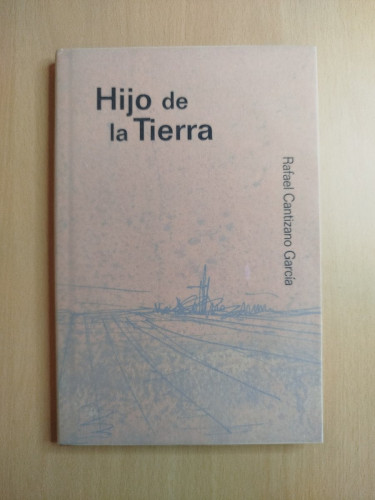 Hijo de
la Tierra
Rafael Cantizano García